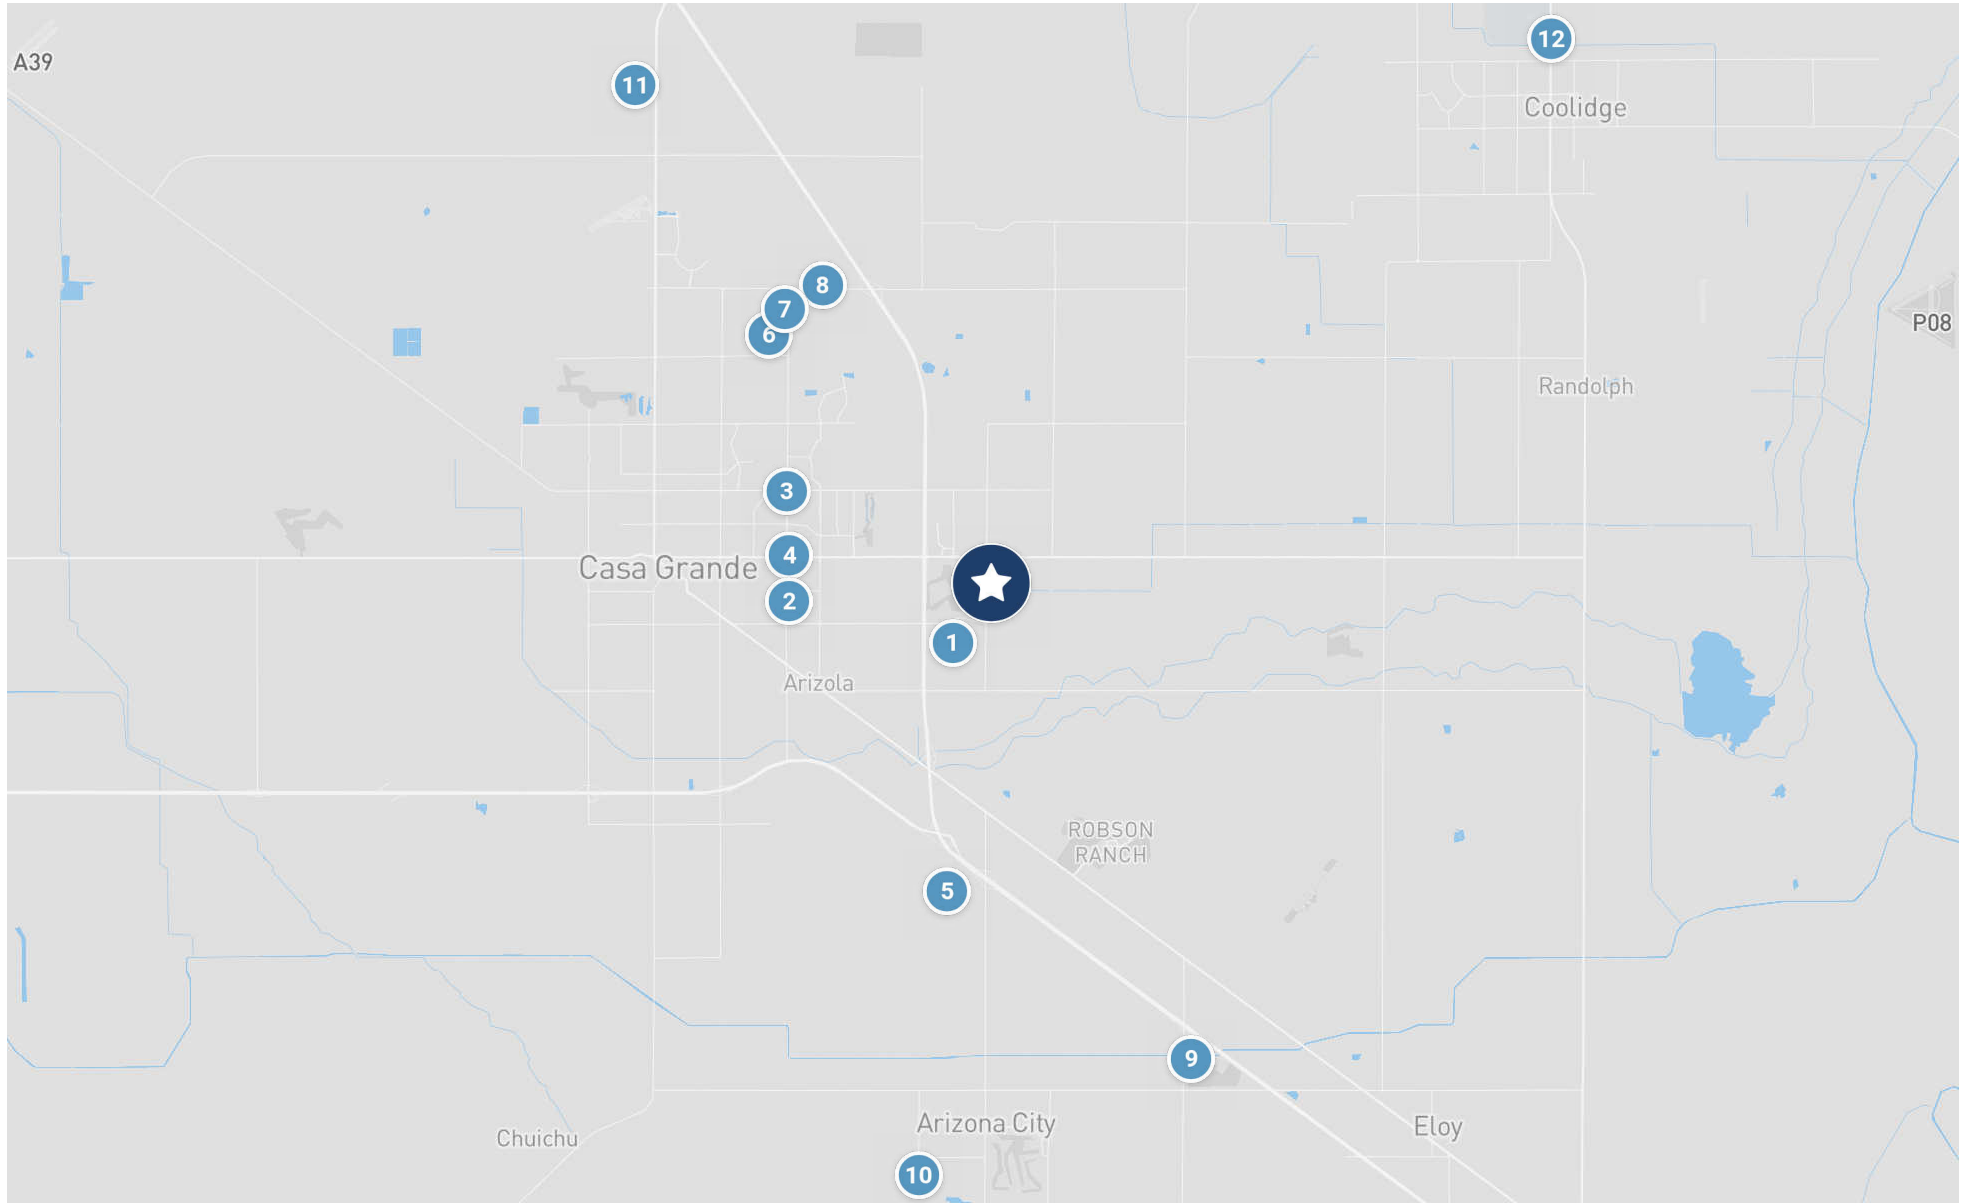 12
A39
11
Coolidge
8
7
6
P08
Randolph
3
4
Casa Grande
2
1
Arizola
ROBSON
RANCH
5
9
Arizona City
Eloy
Chuichu
10